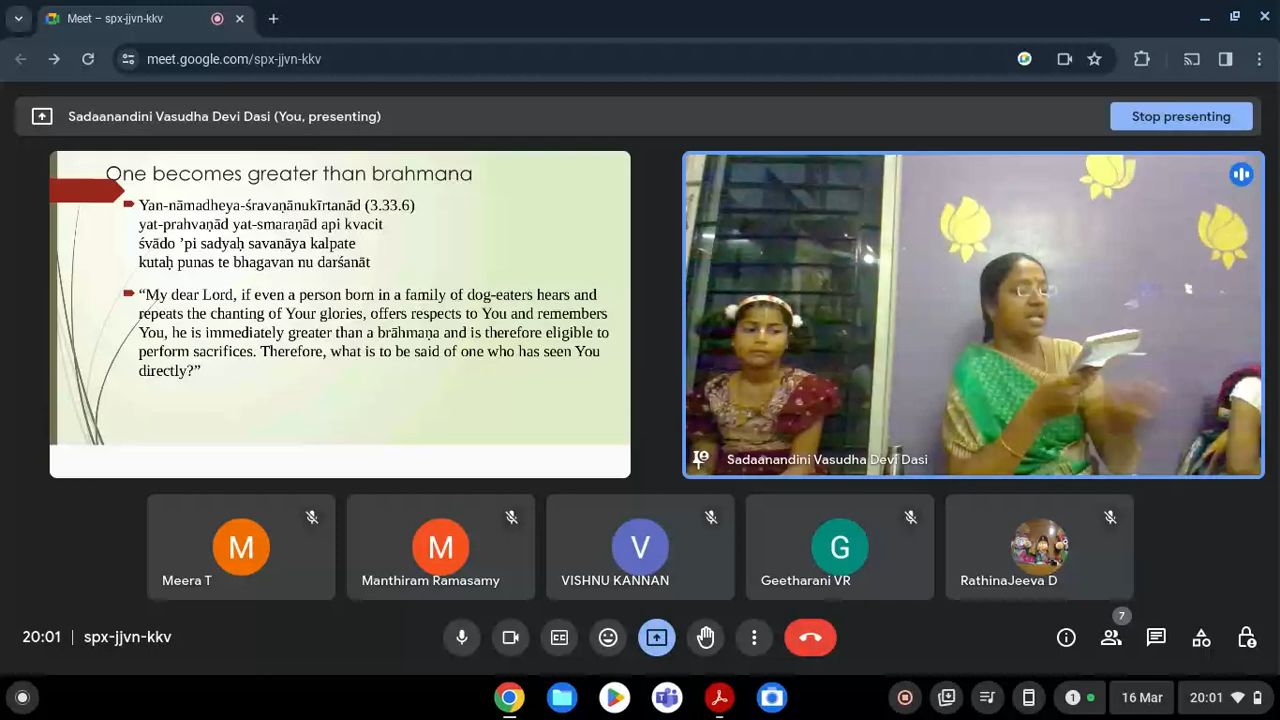 Meet – spx-jjvn-kkv
meet.google.com/spx-jjvn-kkv
Sadaanandini Vasudha Devi Dasi (You, presenting)
Stop presenting
One becomes greater than brahmana
Yan-nāmadheya-śravaṇānukīrtanād (3.33.6)
yat-prahvaṇād yat-smaraṇād api kvacit
śvādo ’pi sadyaḥ savanāya kalpate
kutaḥ punas te bhagavan nu darśanāt
“My dear Lord, if even a person born in a family of dog-eaters hears and
repeats the chanting of Your glories, offers respects to You and remembers
You, he is immediately greater than a brāhmaṇa and is therefore eligible to
perform sacrifices. Therefore, what is to be said of one who has seen You
directly?”
Sadaanandini Vasudha Devi Dasi
M
Meera T
M
Manthiram Ramasamy
V
VISHNU KANNAN
G
Geetharani VR
RathinaJeeva D
20:01 | spx-jjvn-kkv
7
1
16 Mar
20:01